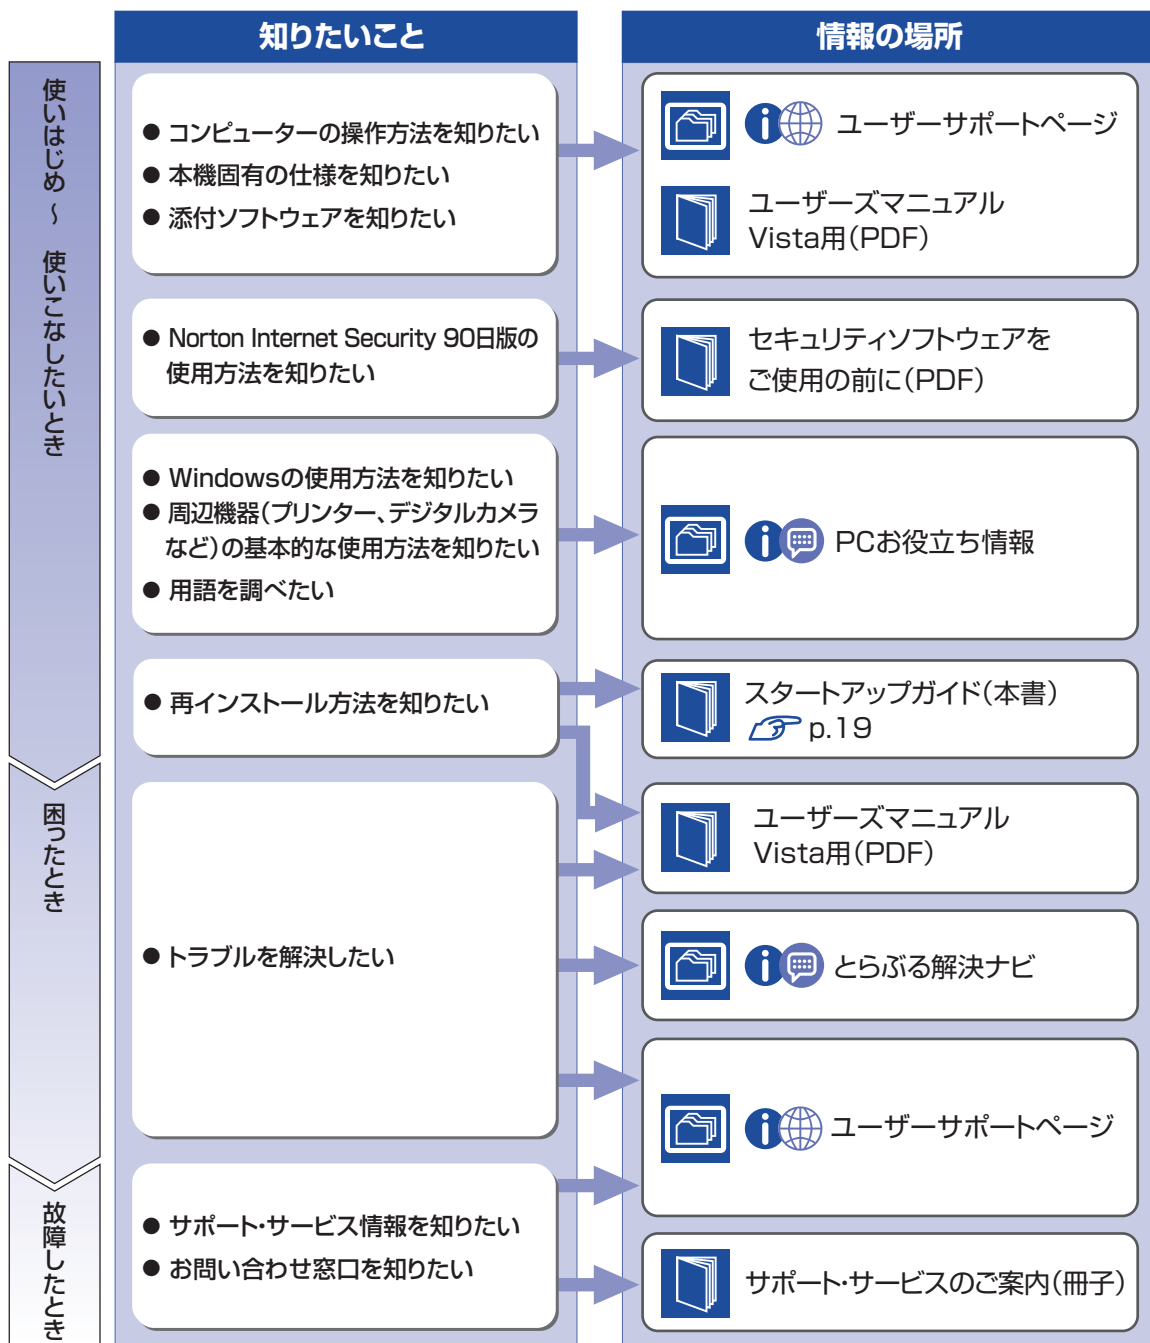 知りたいこと
情報の場所
使いはじめ ～ 使いこなしたいとき
● コンピューターの操作方法を知りたい
● 本機固有の仕様を知りたい
● 添付ソフトウェアを知りたい
ユーザーサポートページ
ユーザーズマニュアル
Vista用(PDF)
● Norton Internet Security 90日版の
使用方法を知りたい
セキュリティソフトウェアを
ご使用の前に(PDF)
● Windowsの使用方法を知りたい
● 周辺機器(プリンター、デジタルカメラ
など)の基本的な使用方法を知りたい
● 用語を調べたい
PCお役立ち情報
● 再インストール方法を知りたい
スタートアップガイド(本書)
p.19
困ったとき
● トラブルを解決したい
ユーザーズマニュアル
Vista用(PDF)
とらぶる解決ナビ
ユーザーサポートページ
故障したとき
● サポート・サービス情報を知りたい
● お問い合わせ窓口を知りたい
サポート・サービスのご案内(冊子)